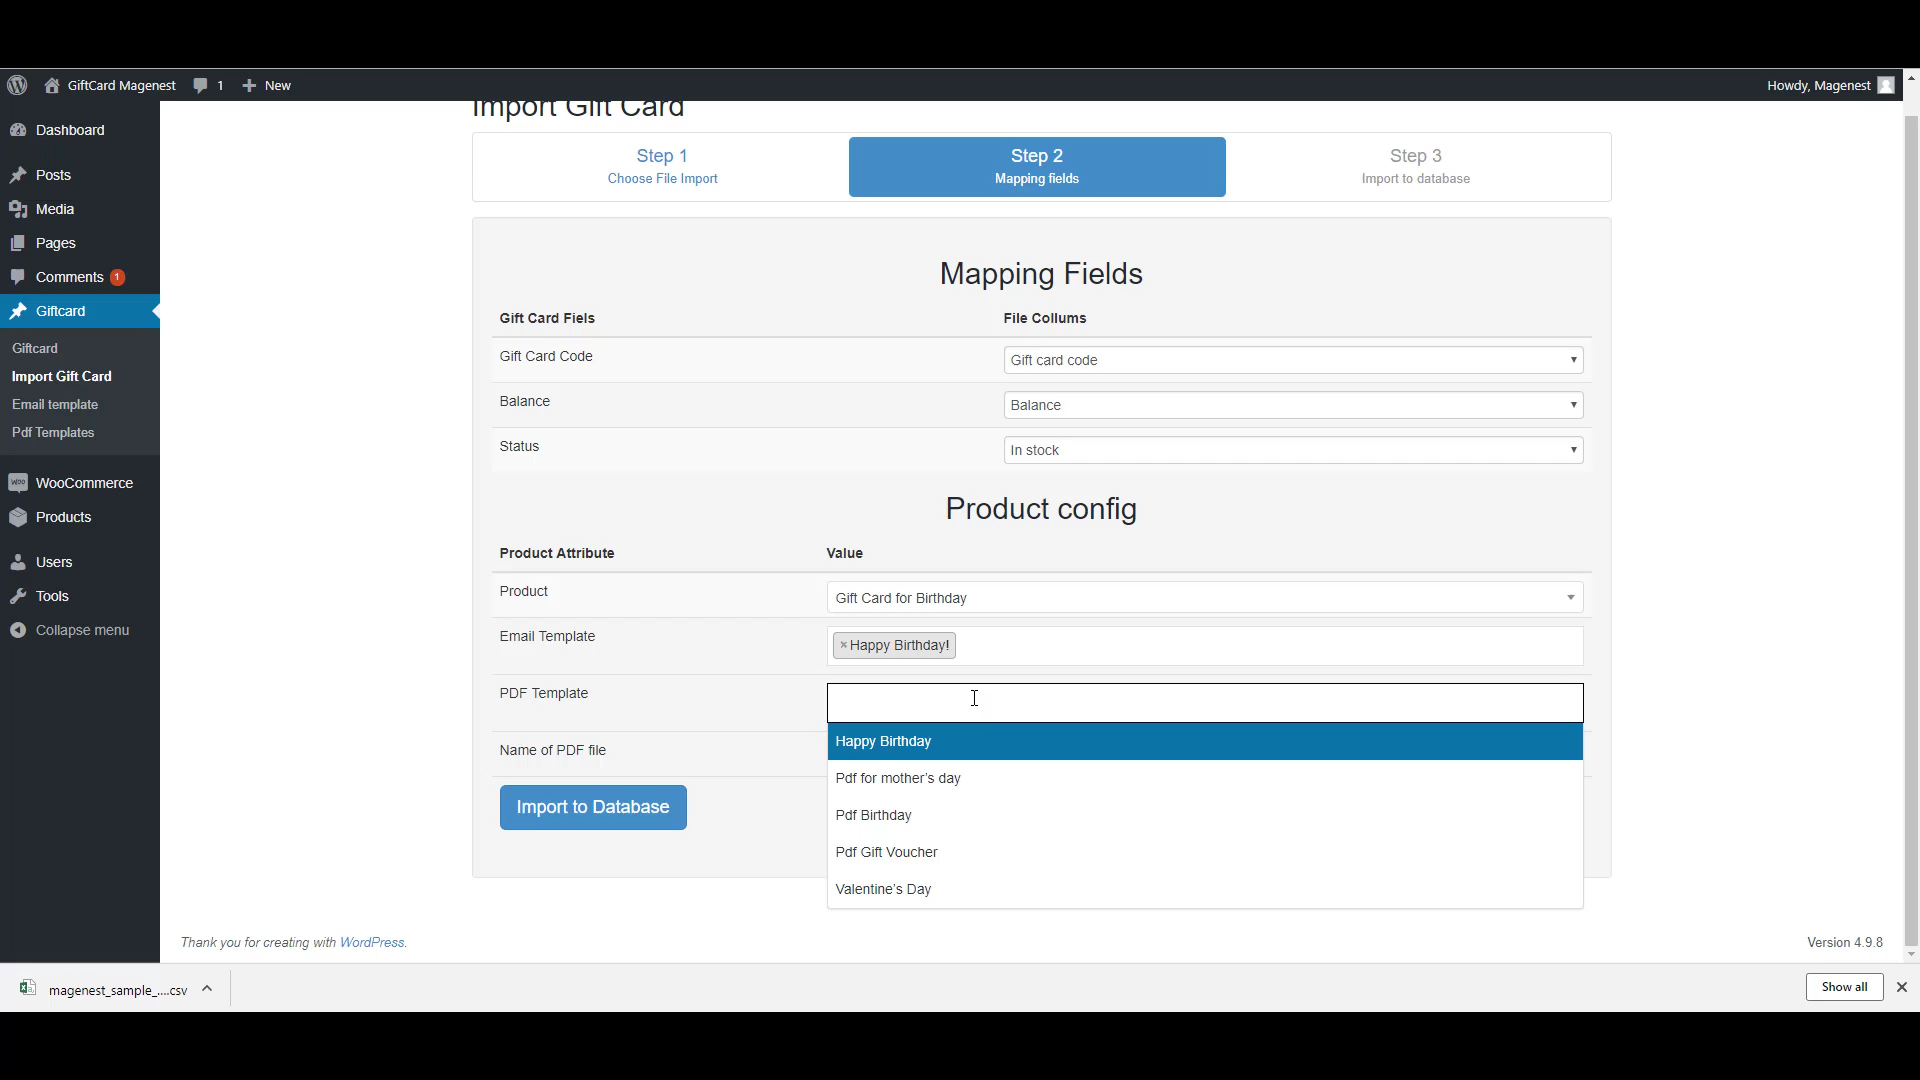 GiftCard Magenest 1 New Howdy, Magenest
Import Gift Card
Dashboard
Posts
Media
Pages
Comments 1
Giftcard
Giftcard
Import Gift Card
Email template
Pdf Templates
WooCommerce
Products
Users
Tools
Collapse menu
Step 1
Choose File Import
Step 2
Mapping fields
Step 3
Import to database
Mapping Fields
Gift Card Fiels File Collums
Gift Card Code Gift card code
Balance Balance
Status In stock
Product config
Product Attribute Value
Product Gift Card for Birthday
Email Template ×Happy Birthday!
PDF Template
Happy Birthday
Pdf for mother’s day
Pdf Birthday
Pdf Gift Voucher
Valentine’s Day
Name of PDF file
Import to Database
Thank you for creating with WordPress. Version 4.9.8
magenest_sample_....csv Show all